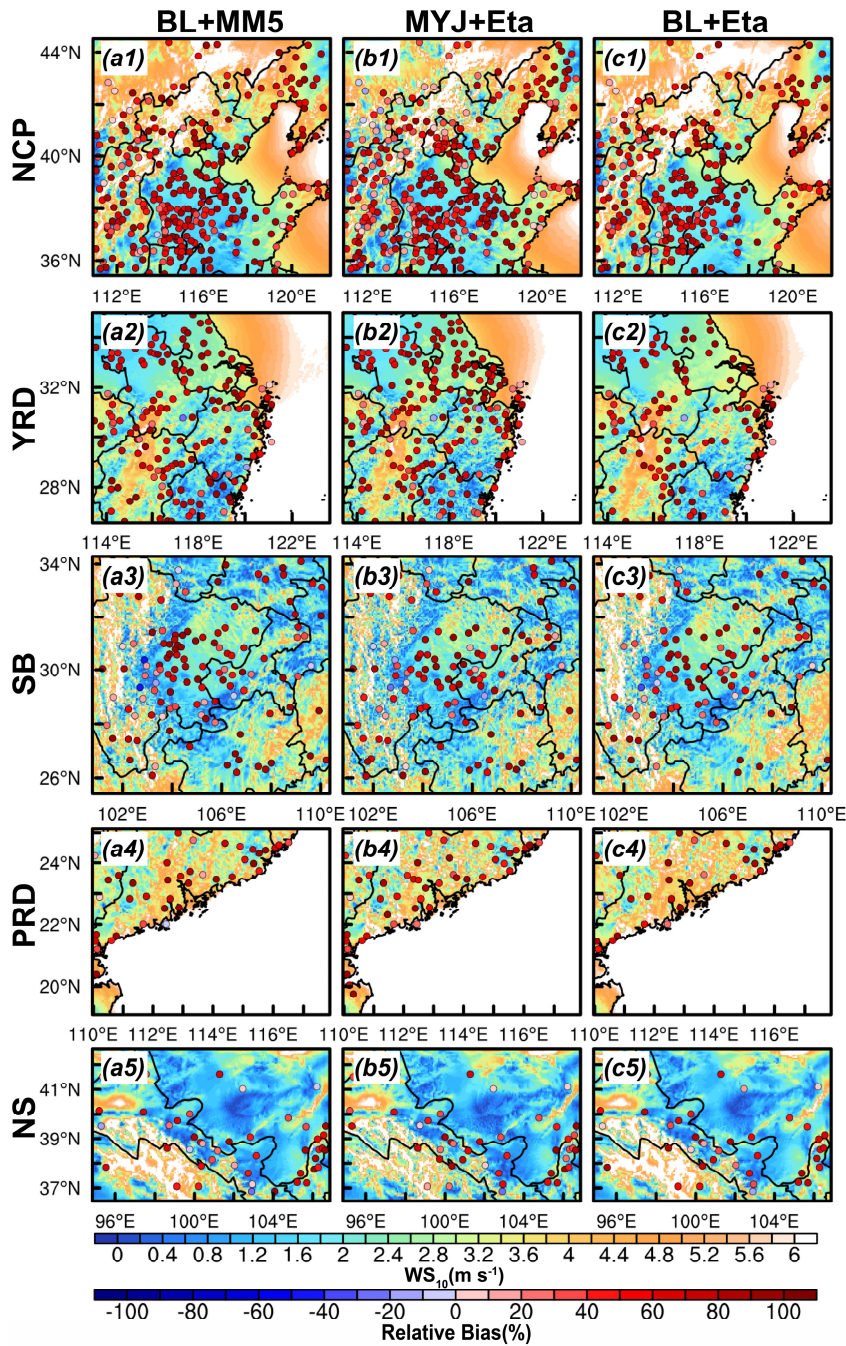 BL+MM5 MYJ+Eta BL+Eta
NCP
(a1) (b1) (c1)
44°N
40°N
36°N
112°E 116°E 120°E 112°E 116°E 120°E 112°E 116°E 120°E
YRD
(a2) (b2) (c2)
32°N
28°N
114°E 118°E 122°E 114°E 118°E 122°E 114°E 118°E 122°E
SB
(a3) (b3) (c3)
34°N
30°N
26°N
102°E 106°E 110°E 102°E 106°E 110°E 102°E 106°E 110°E
PRD
(a4) (b4) (c4)
24°N
22°N
20°N
110°E 112°E 114°E 116°E 110°E 112°E 114°E 116°E 110°E 112°E 114°E 116°E
NS
(a5) (b5) (c5)
41°N
39°N
37°N
96°E 100°E 104°E 96°E 100°E 104°E 96°E 100°E 104°E
0 0.4 0.8 1.2 1.6 2 2.4 2.8 3.2 3.6 4 4.4 4.8 5.2 5.6 6
WS₁₀(m s⁻¹)
-100 -80 -60 -40 -20 0 20 40 60 80 100
Relative Bias(%)